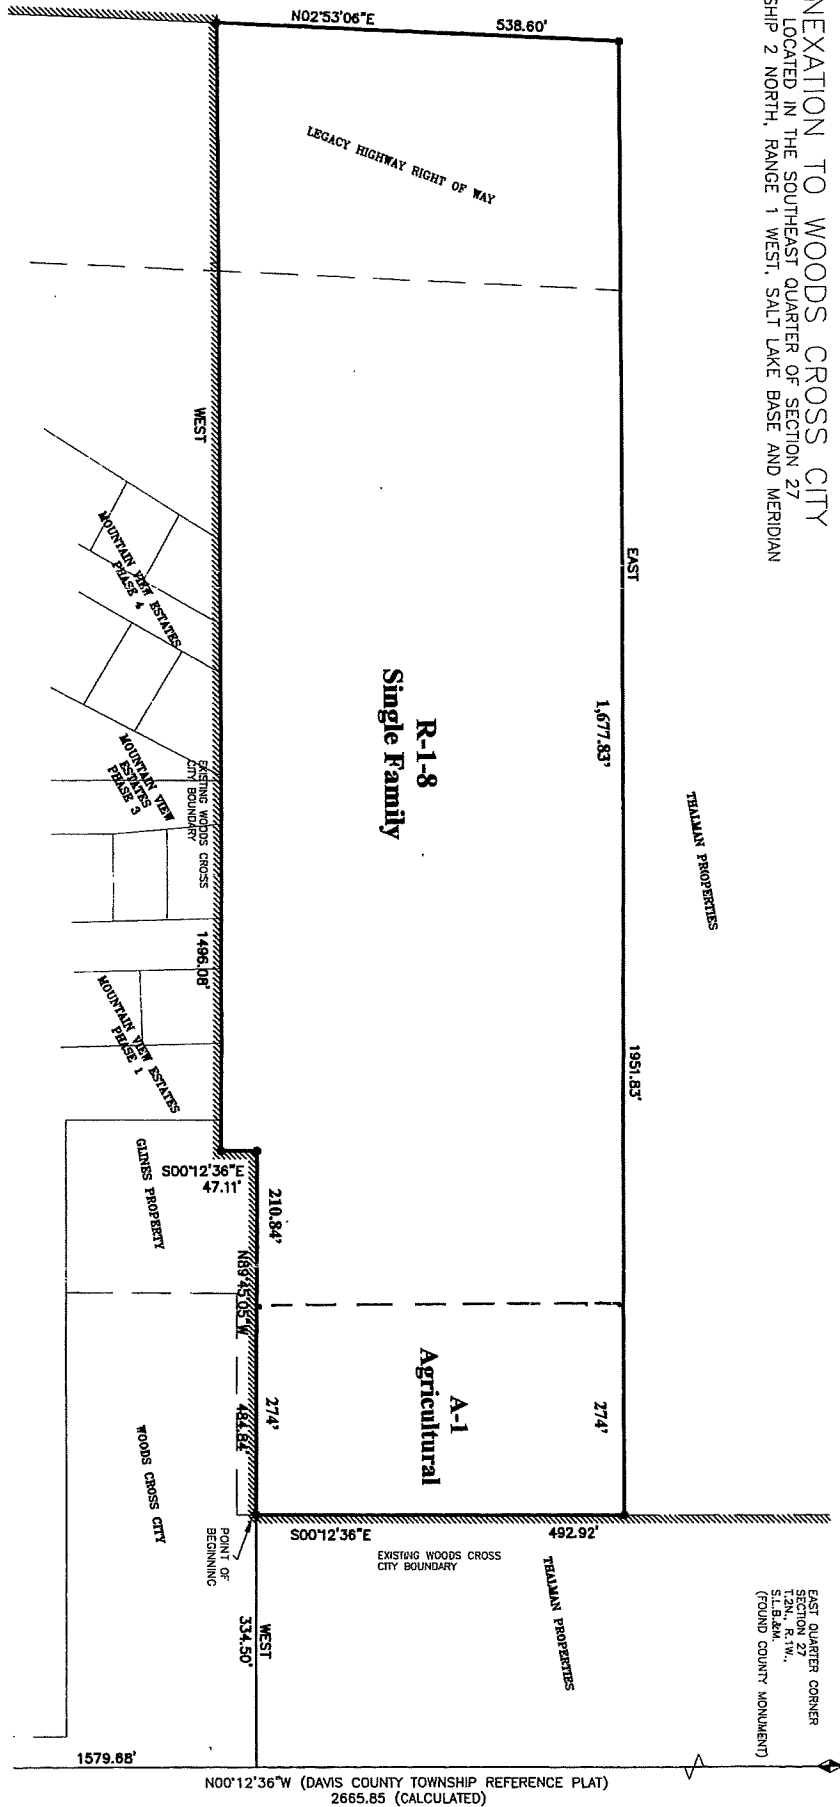 NEXATION TO WOODS CROSS CITY
LOCATED IN THE SOUTHEAST QUARTER OF SECTION 27
SHIP 2 NORTH, RANGE 1 WEST, SALT LAKE BASE AND MERIDIAN
N02°53'06"E
538.60'
LEGACY HIGHWAY RIGHT OF WAY
WEST
EAST
MOUNTAIN VIEW ESTATES
PHASE 4
R-1-8
Single Family
1,677.83'
THALMAN PROPERTIES
MOUNTAIN VIEW
ESTATES
PHASE 3
EXISTING WOODS CROSS
CITY BOUNDARY
1496.08'
MOUNTAIN VIEW ESTATES
PHASE 1
1951.83'
GLINES PROPERTY
S00°12'36"E
47.11'
210.84'
N89°45'05"W
484.84'
274'
A-1
Agricultural
274'
WOODS CROSS CITY
POINT OF
BEGINNING
S00°12'36"E
492.92'
EXISTING WOODS CROSS
CITY BOUNDARY
THALMAN PROPERTIES
WEST
334.50'
EAST QUARTER CORNER
SECTION 27
T.2N., R.1W.,
S.L.B.&M.
(FOUND COUNTY MONUMENT)
1579.68'
N00°12'36"W (DAVIS COUNTY TOWNSHIP REFERENCE PLAT)
2665.85 (CALCULATED)